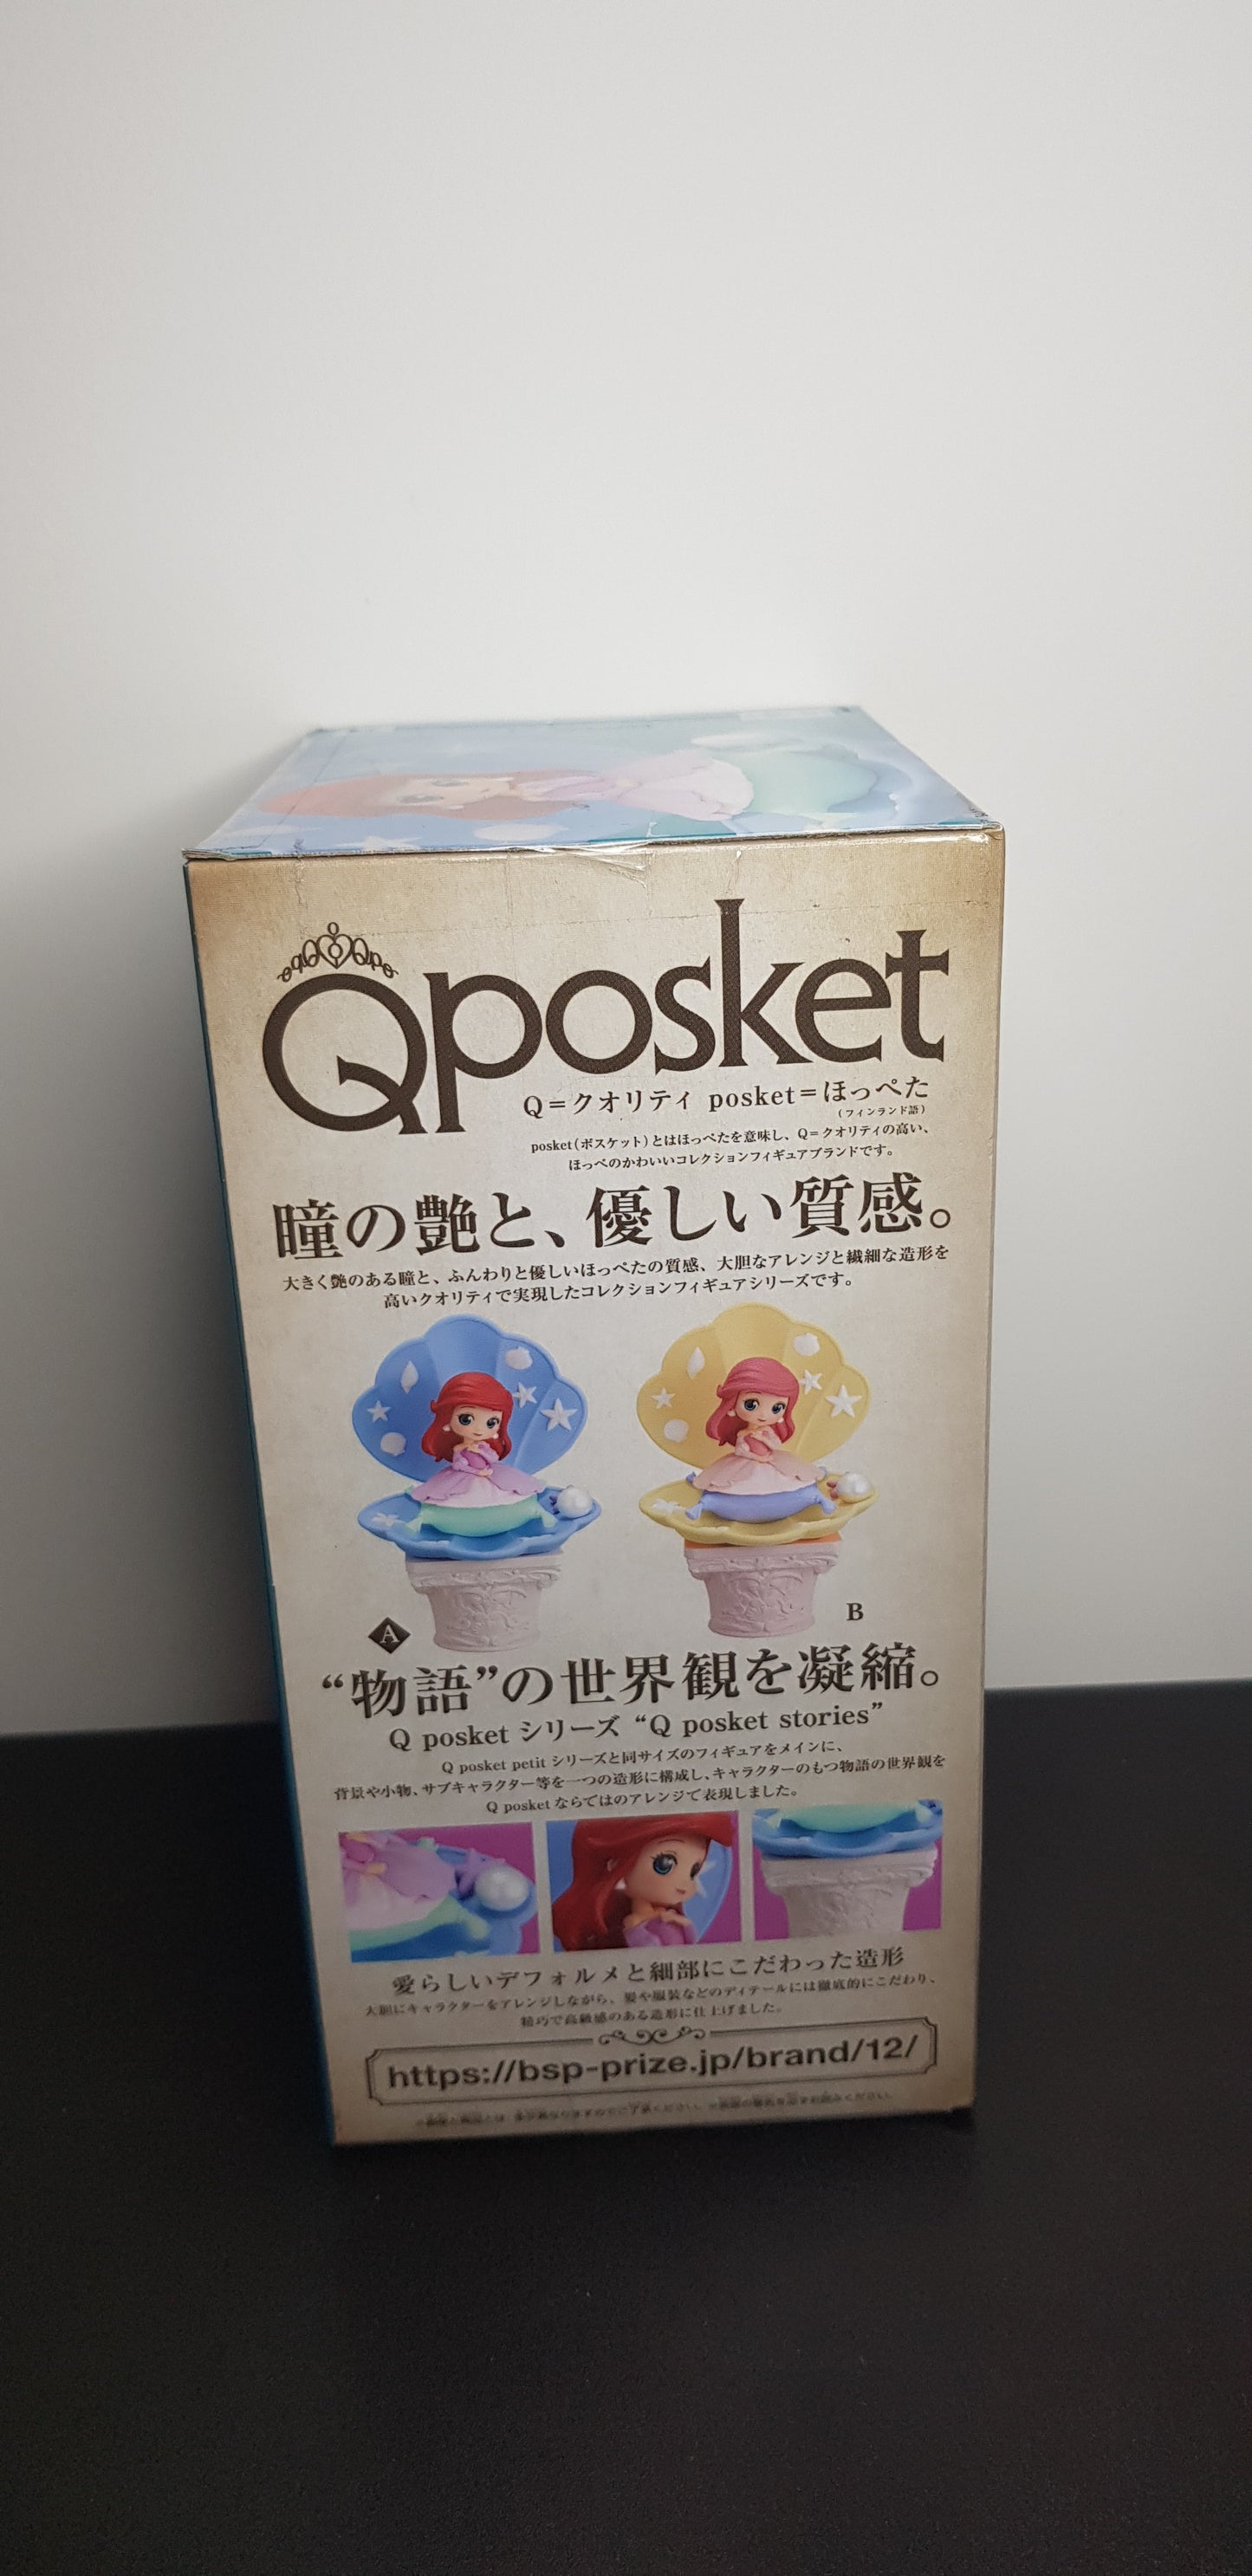 Qposket
Q=クオリティ posket=ほっぺた
(フィンランド語)
posket(ポスケット)とはほっぺたを意味し、Q=クオリティの高い、
ほっぺのかわいいコレクションフィギュアブランドです。
瞳の艶と、優しい質感。
大きく艶のある瞳と、ふんわりと優しいほっぺたの質感、大胆なアレンジと繊細な造形を
高いクオリティで実現したコレクションフィギュアシリーズです。
A
B
“物語”の世界観を凝縮。
Q posket シリーズ “Q posket stories”
Q posket petit シリーズと同サイズのフィギュアをメインに、
背景や小物、サブキャラクター等を一つの造形に構成し、キャラクターのもつ物語の世界観を
Q posket ならではのアレンジで表現しました。
愛らしいデフォルメと細部にこだわった造形
大胆にキャラクターをアレンジしながら、髪や服装などのディテールには徹底的にこだわり、
精巧で高級感のある造形に仕上げました。
https://bsp-prize.jp/brand/12/